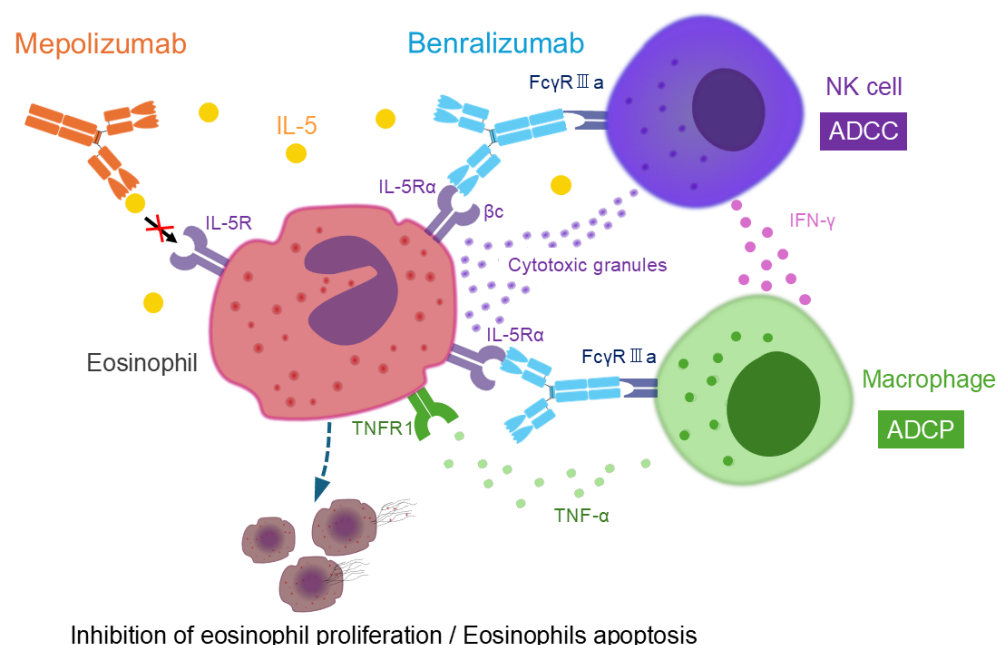 Mepolizumab
Benralizumab
FcγRⅢa
NK cell
ADCC
IL-5
IL-5Rα
IL-5R
βc
IFN-γ
Cytotoxic granules
IL-5Rα
Eosinophil
FcγRⅢa
Macrophage
ADCP
TNFR1
TNF-α
Inhibition of eosinophil proliferation / Eosinophils apoptosis